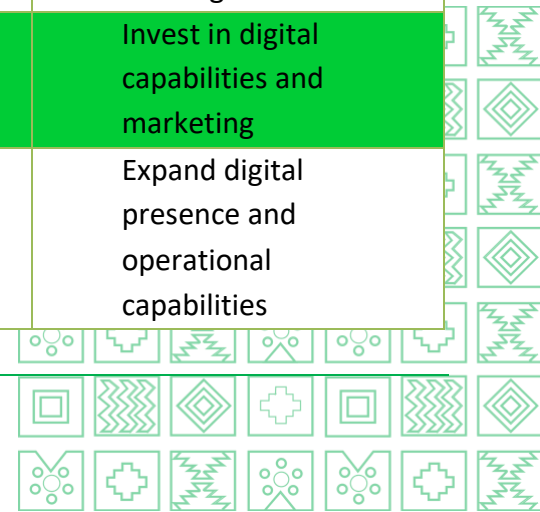 Invest in digital
capabilities and
marketing
Expand digital
presence and
operational
capabilities